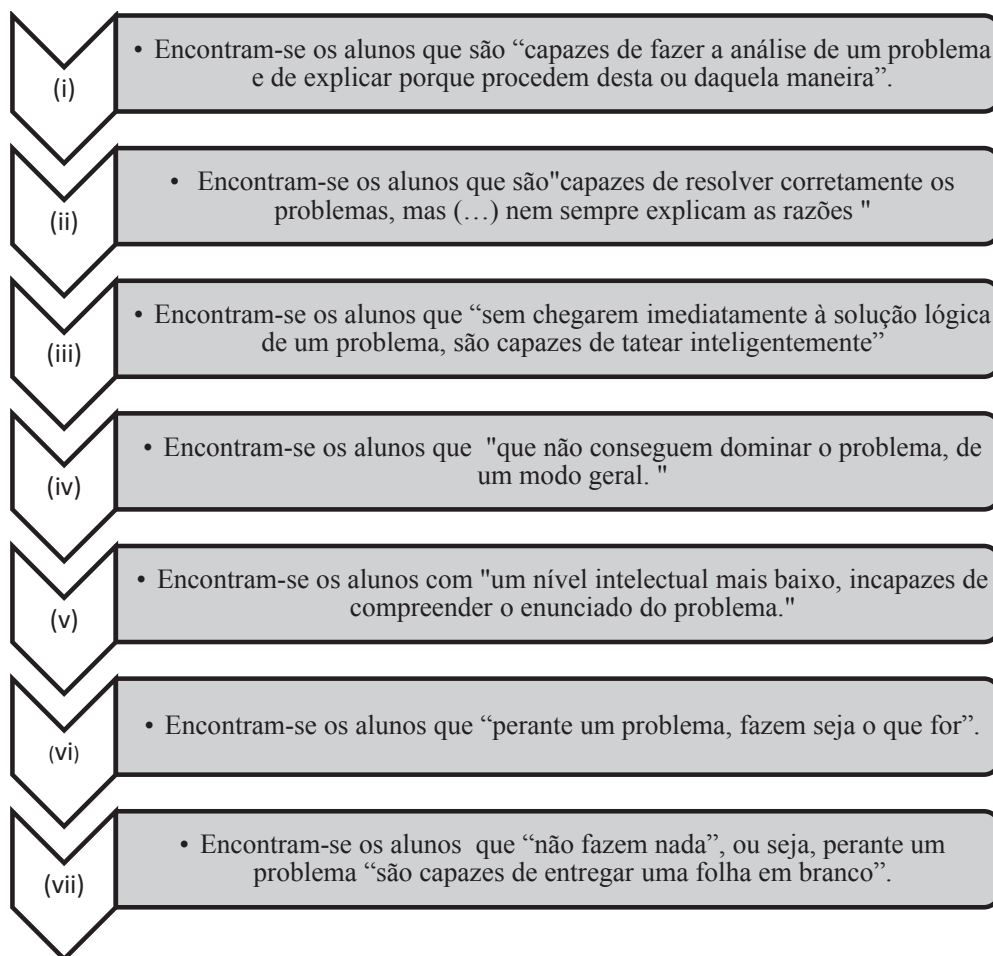 (i)
• Encontram-se os alunos que são “capazes de fazer a análise de um problema
e de explicar porque procedem desta ou daquela maneira”.
(ii)
• Encontram-se os alunos que são"capazes de resolver corretamente os
problemas, mas (…) nem sempre explicam as razões "
(iii)
• Encontram-se os alunos que “sem chegarem imediatamente à solução lógica
de um problema, são capazes de tatear inteligentemente”
(iv)
• Encontram-se os alunos que "que não conseguem dominar o problema, de
um modo geral. "
(v)
• Encontram-se os alunos com "um nível intelectual mais baixo, incapazes de
compreender o enunciado do problema."
(vi)
• Encontram-se os alunos que “perante um problema, fazem seja o que for”.
(vii)
• Encontram-se os alunos que “não fazem nada”, ou seja, perante um
problema “são capazes de entregar uma folha em branco”.